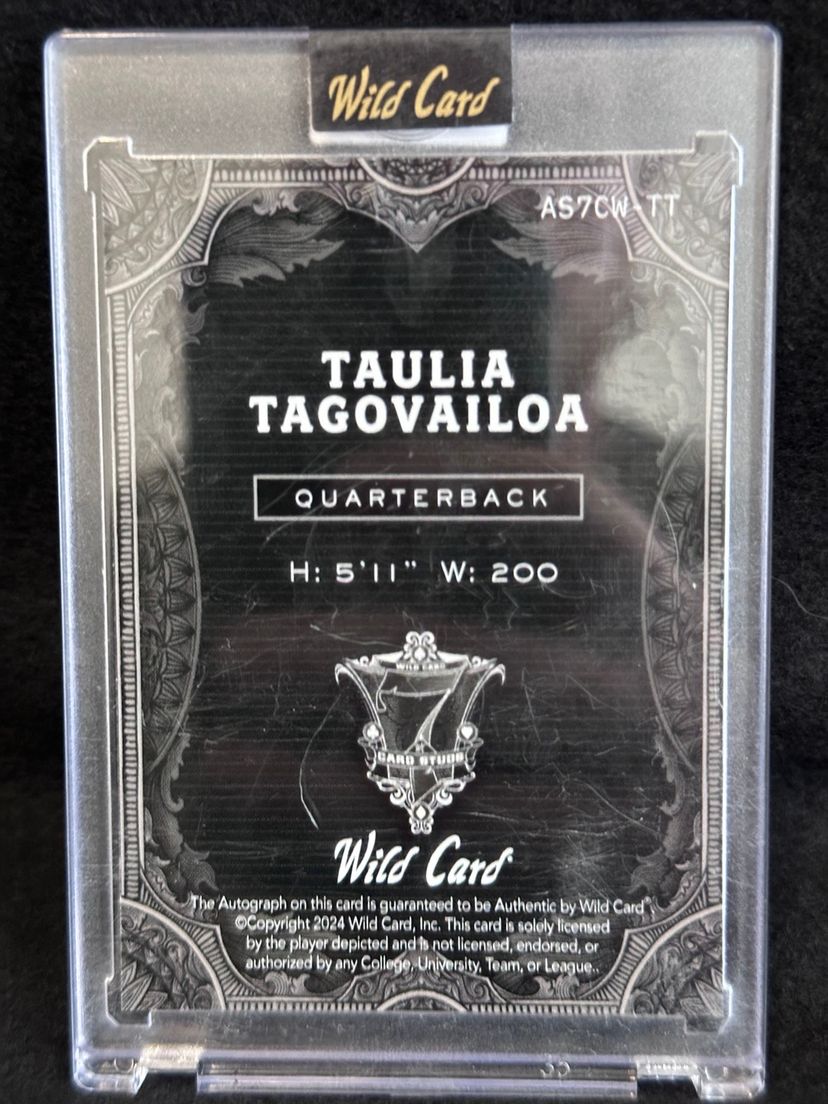 Wild Card
AS7CW-TT
TAULIA
TAGOVAILOA
QUARTERBACK
H: 5'11" W: 200
WILD CARD
7
CARD STUDS
Wild Card
The Autograph on this card is guaranteed to be Authentic by Wild Card®.
©Copyright 2024 Wild Card, Inc. This card is solely licensed
by the player depicted and is not licensed, endorsed, or
authorized by any College, University, Team, or League..
35